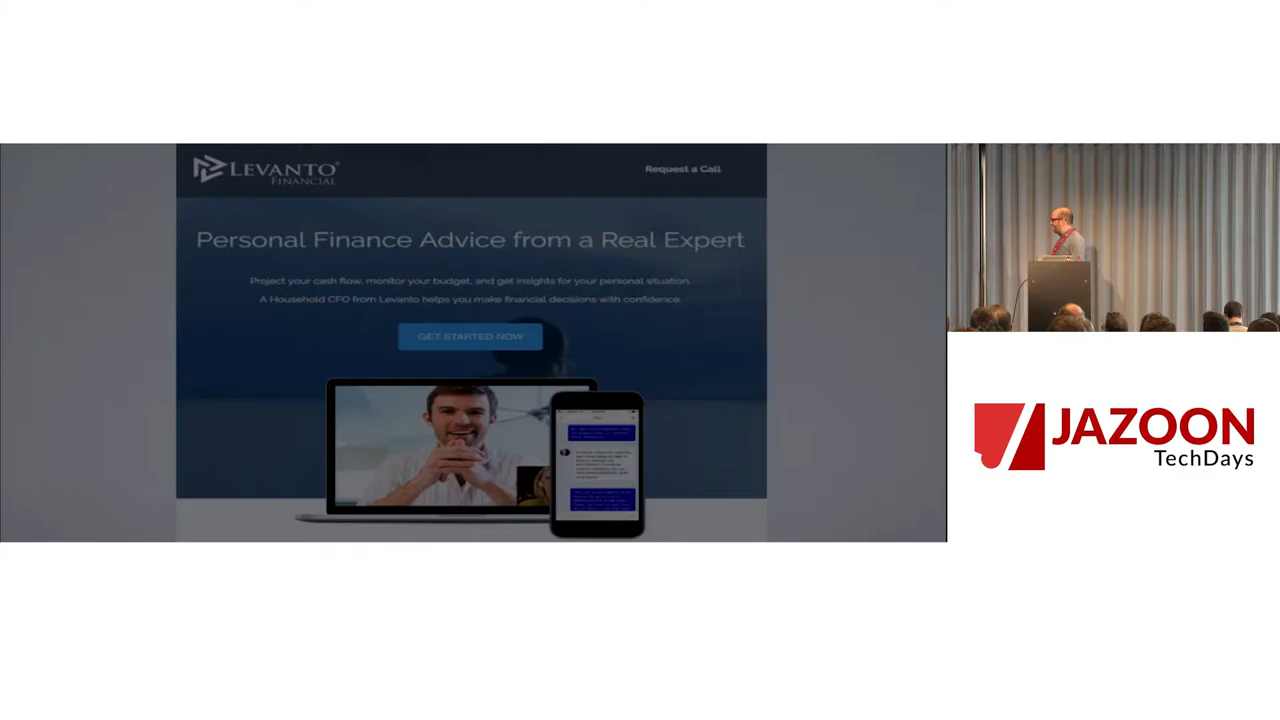 LEVANTO®
FINANCIAL
Request a Call
Personal Finance Advice from a Real Expert
Project your cash flow, monitor your budget, and get insights for your personal situation.
A Household CFO from Levanto helps you make financial decisions with confidence.
GET STARTED NOW
JAZOON
TechDays